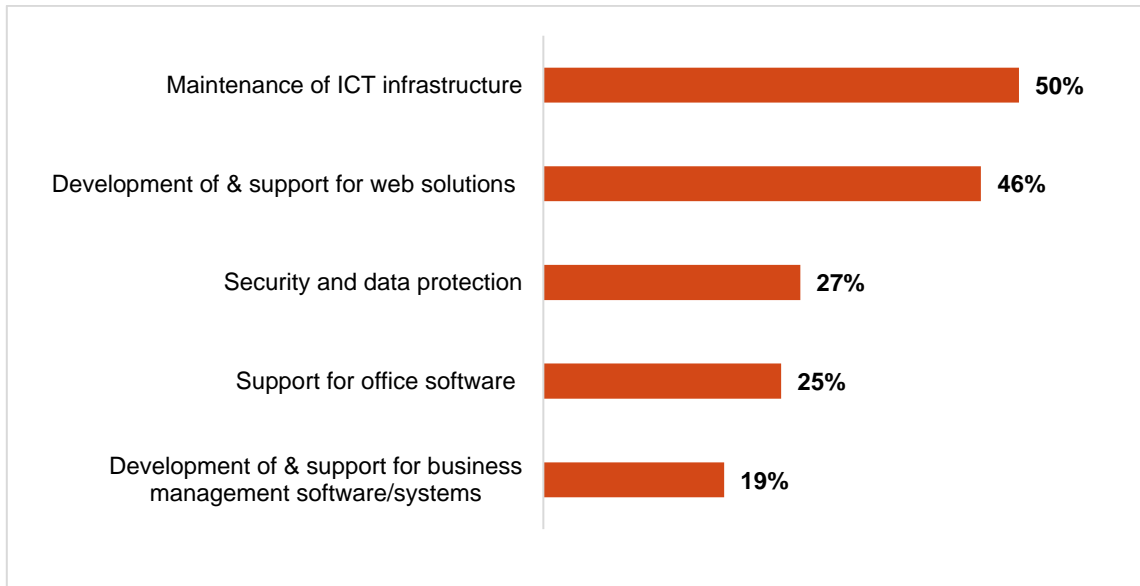 Maintenance of ICT infrastructure 50%
Development of & support for web solutions 46%
Security and data protection 27%
Support for office software 25%
Development of & support for business
management software/systems 19%